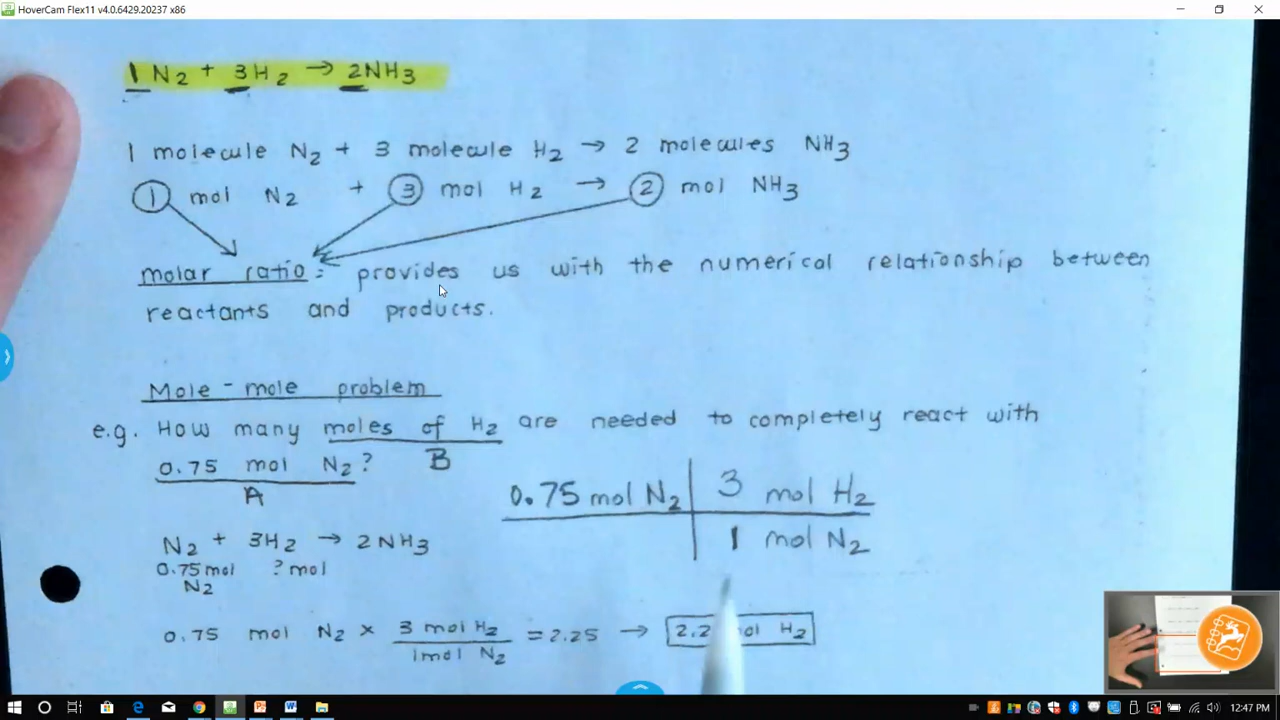 HoverCam Flex11 v4.0.6429.20237 x86
1 N2 + 3H2 → 2NH3
1 molecule N2 + 3 molecule H2 → 2 molecules NH3
1 mol N2 + 3 mol H2 → 2 mol NH3
molar ratio: provides us with the numerical relationship between
reactants and products.
Mole - mole problem
e.g. How many moles of H2 are needed to completely react with
0.75 mol N2? B
A
0.75 mol N2 3 mol H2
1 mol N2
N2 + 3H2 → 2NH3
0.75mol ? mol
N2
0.75 mol N2 × 3 mol H2 = 2.25 →
1mol N2
H2
12:47 PM